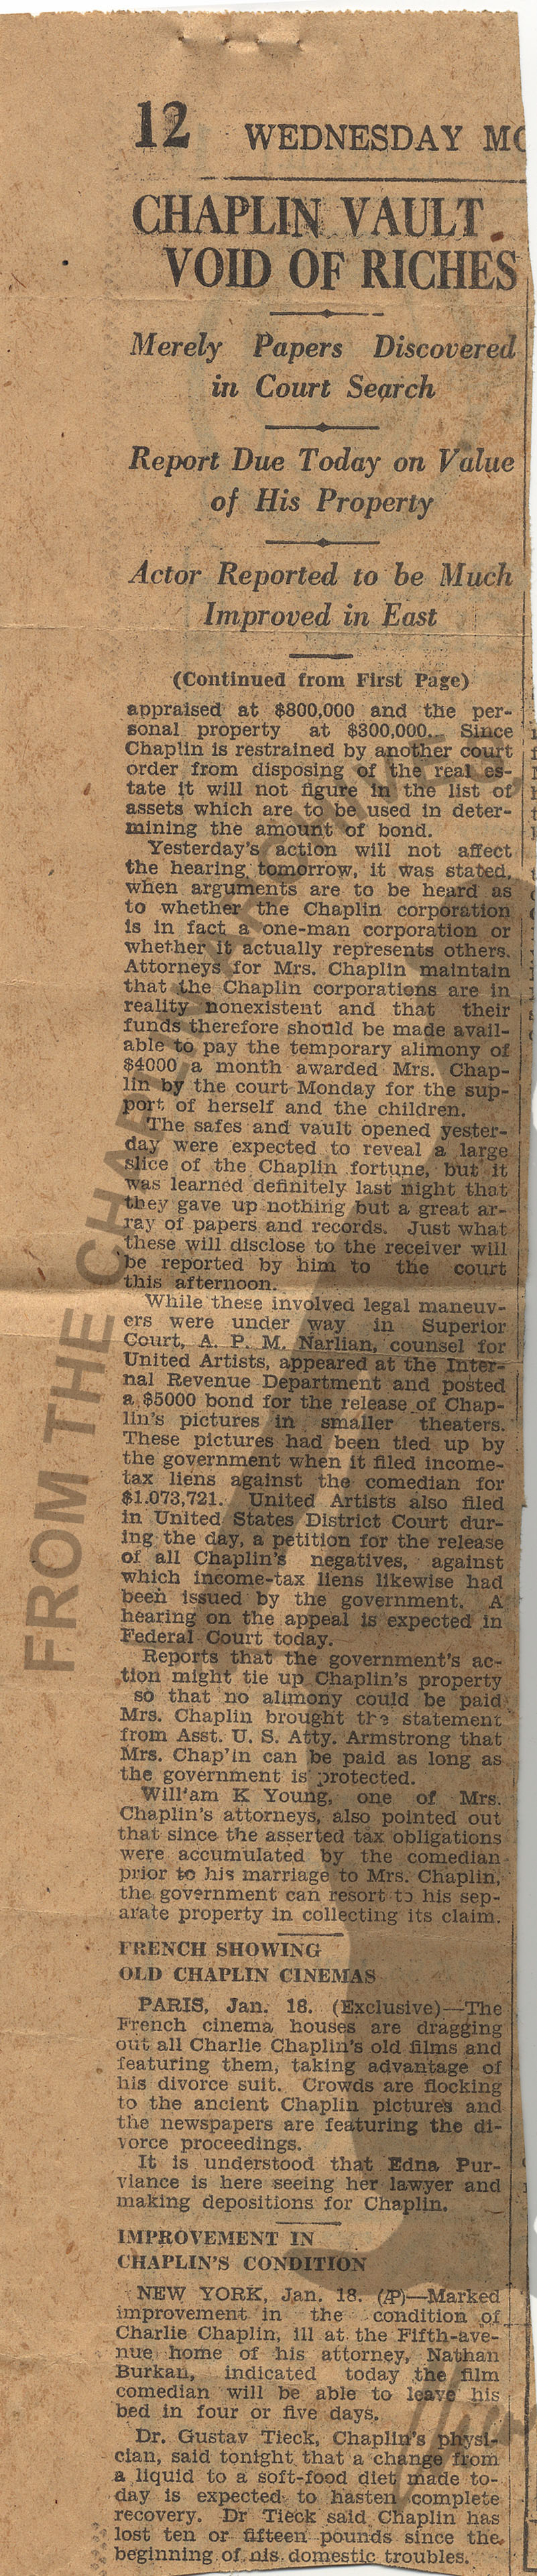 12 WEDNESDAY MO
CHAPLIN VAULT
VOID OF RICHES
Merely Papers Discovered
in Court Search
Report Due Today on Value
of His Property
Actor Reported to be Much
Improved in East
(Continued from First Page)
appraised at $800,000 and the per-
sonal property at $300,000. Since
Chaplin is restrained by another court
order from disposing of the real es-
tate it will not figure in the list of
assets which are to be used in deter-
mining the amount of bond.
Yesterday's action will not affect
the hearing tomorrow, it was stated,
when arguments are to be heard as
to whether the Chaplin corporation
is in fact a one-man corporation or
whether it actually represents others.
Attorneys for Mrs. Chaplin maintain
that the Chaplin corporations are in
reality nonexistent and that their
funds therefore should be made avail-
able to pay the temporary alimony of
$4000 a month awarded Mrs. Chap-
lin by the court Monday for the sup-
port of herself and the children.
The safes and vault opened yester-
day were expected to reveal a large
slice of the Chaplin fortune, but it
was learned definitely last night that
they gave up nothing but a great ar-
ray of papers and records. Just what
these will disclose to the receiver will
be reported by him to the court
this afternoon.
While these involved legal maneuv-
ers were under way in Superior
Court, A. P. M. Narlian, counsel for
United Artists, appeared at the Inter-
nal Revenue Department and posted
a $5000 bond for the release of Chap-
lin's pictures in smaller theaters.
These pictures had been tied up by
the government when it filed income-
tax liens against the comedian for
$1.073,721. United Artists also filed
in United States District Court dur-
ing the day, a petition for the release
of all Chaplin's negatives, against
which income-tax liens likewise had
been issued by the government. A
hearing on the appeal is expected in
Federal Court today.
Reports that the government's ac-
tion might tie up Chaplin's property
so that no alimony could be paid
Mrs. Chaplin brought the statement
from Asst. U. S. Atty. Armstrong that
Mrs. Chap'in can be paid as long as
the government is protected.
Will'am K Young, one of Mrs.
Chaplin's attorneys, also pointed out
that since the asserted tax obligations
were accumulated by the comedian
prior to his marriage to Mrs. Chaplin,
the government can resort to his sep-
arate property in collecting its claim.
FRENCH SHOWING
OLD CHAPLIN CINEMAS
PARIS, Jan. 18. (Exclusive)—The
French cinema houses are dragging
out all Charlie Chaplin's old films and
featuring them, taking advantage of
his divorce suit. Crowds are flocking
to the ancient Chaplin pictures and
the newspapers are featuring the di-
vorce proceedings.
It is understood that Edna Pur-
viance is here seeing her lawyer and
making depositions for Chaplin.
IMPROVEMENT IN
CHAPLIN'S CONDITION
NEW YORK, Jan. 18. (AP)—Marked
improvement in the condition of
Charlie Chaplin, ill at the Fifth-ave-
nue home of his attorney, Nathan
Burkan, indicated today the film
comedian will be able to leave his
bed in four or five days.
Dr. Gustav Tieck, Chaplin's physi-
cian, said tonight that a change from
a liquid to a soft-food diet made to-
day is expected to hasten complete
recovery. Dr Tieck said Chaplin has
lost ten or fifteen pounds since the
beginning of his domestic troubles.
FROM THE CHAPLIN ARCHIVES